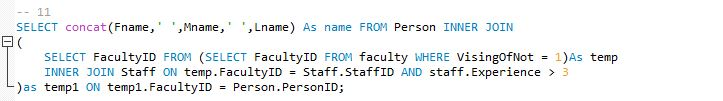 -- 11
SELECT concat(Fname,' ',Mname,' ',Lname) As name FROM Person INNER JOIN
(
SELECT FacultyID FROM (SELECT FacultyID FROM faculty WHERE VisingOfNot = 1)As temp
INNER JOIN Staff ON temp.FacultyID = Staff.StaffID AND staff.Experience > 3
)as temp1 ON temp1.FacultyID = Person.PersonID;